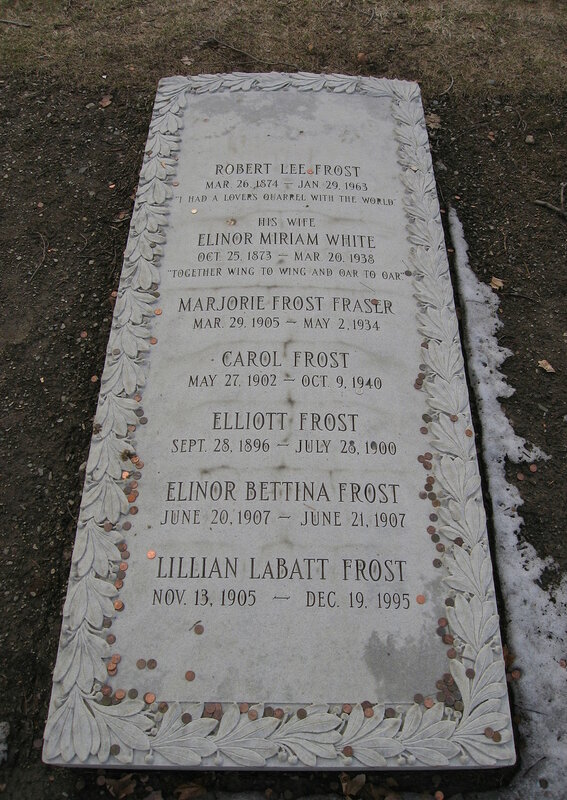 ROBERT LEE FROST
MAR. 26, 1874 — JAN. 29, 1963
"I HAD A LOVER'S QUARREL WITH THE WORLD"
HIS WIFE
ELINOR MIRIAM WHITE
OCT. 25, 1873 — MAR. 20, 1938
"TOGETHER WING TO WING AND OAR TO OAR"
MARJORIE FROST FRASER
MAR. 29, 1905 — MAY 2, 1934
CAROL FROST
MAY 27, 1902 — OCT. 9, 1940
ELLIOTT FROST
SEPT. 28, 1896 — JULY 28, 1900
ELINOR BETTINA FROST
JUNE 20, 1907 — JUNE 21, 1907
LILLIAN LABATT FROST
NOV. 13, 1905 — DEC. 19, 1995